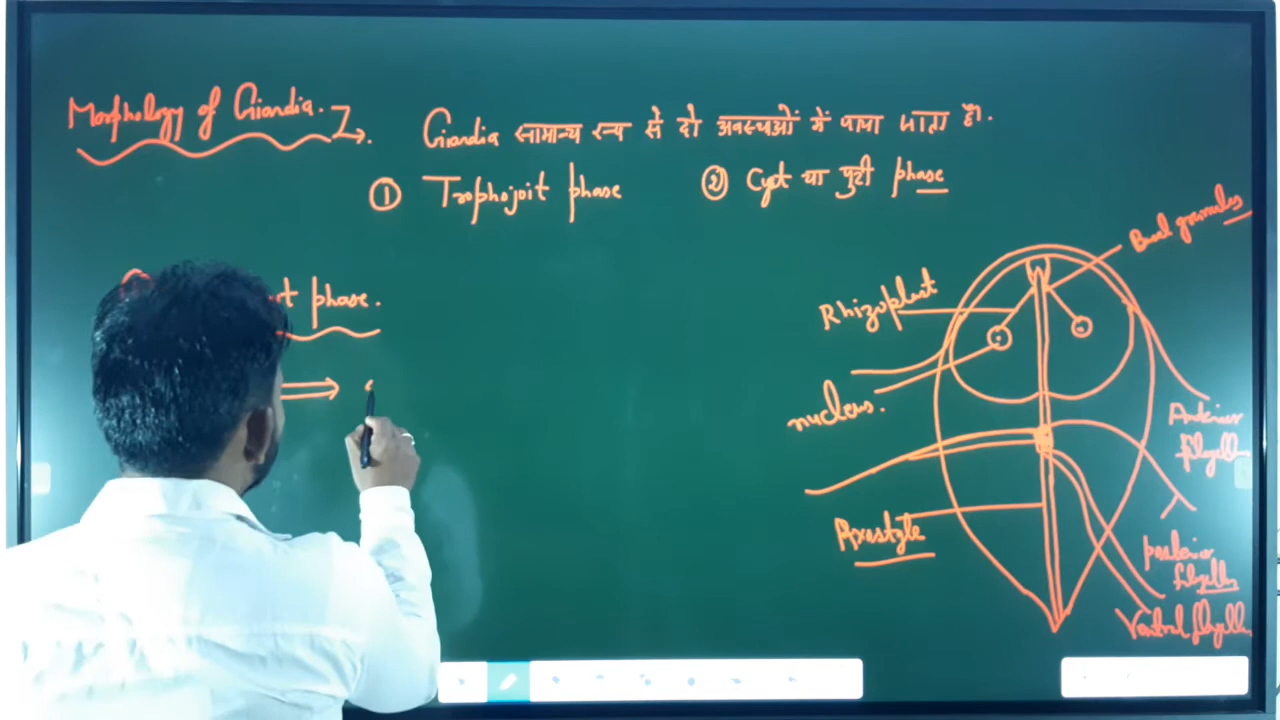 Morphology of Giardia.
Giardia सामान्य रूप से दो अवस्थाओं में पाया जाता है।
① Trophojoit phase ② Cyst या पुटी phase
phase.
Basal granules
Rhizoplast
nucleus.
Anterior flagella
Axostyle
posterior flagella
Ventral flagella